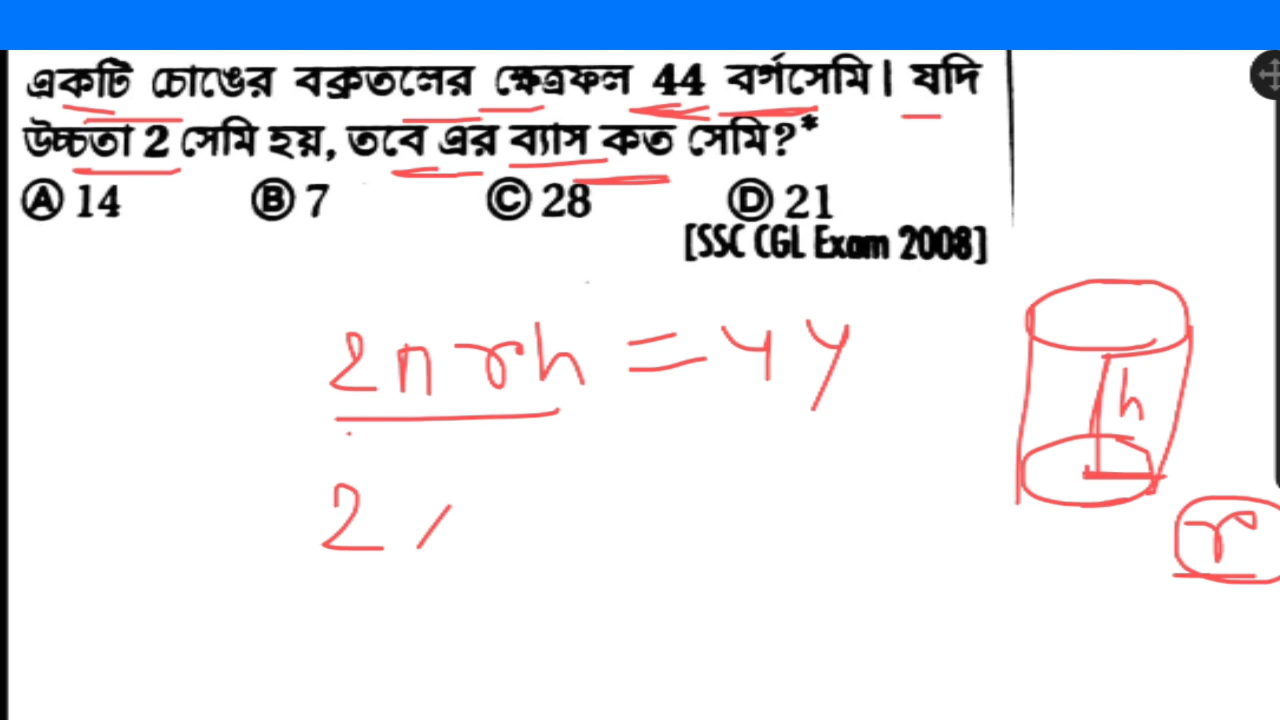 একটি চোঙের বক্রতলের ক্ষেত্রফল 44 বর্গসেমি। যদি
উচ্চতা 2 সেমি হয়, তবে এর ব্যাস কত সেমি?*
Ⓐ 14 Ⓑ 7 Ⓒ 28 Ⓓ 21
[SSC CGL Exam 2008]
2πrh = 44
h
2
r